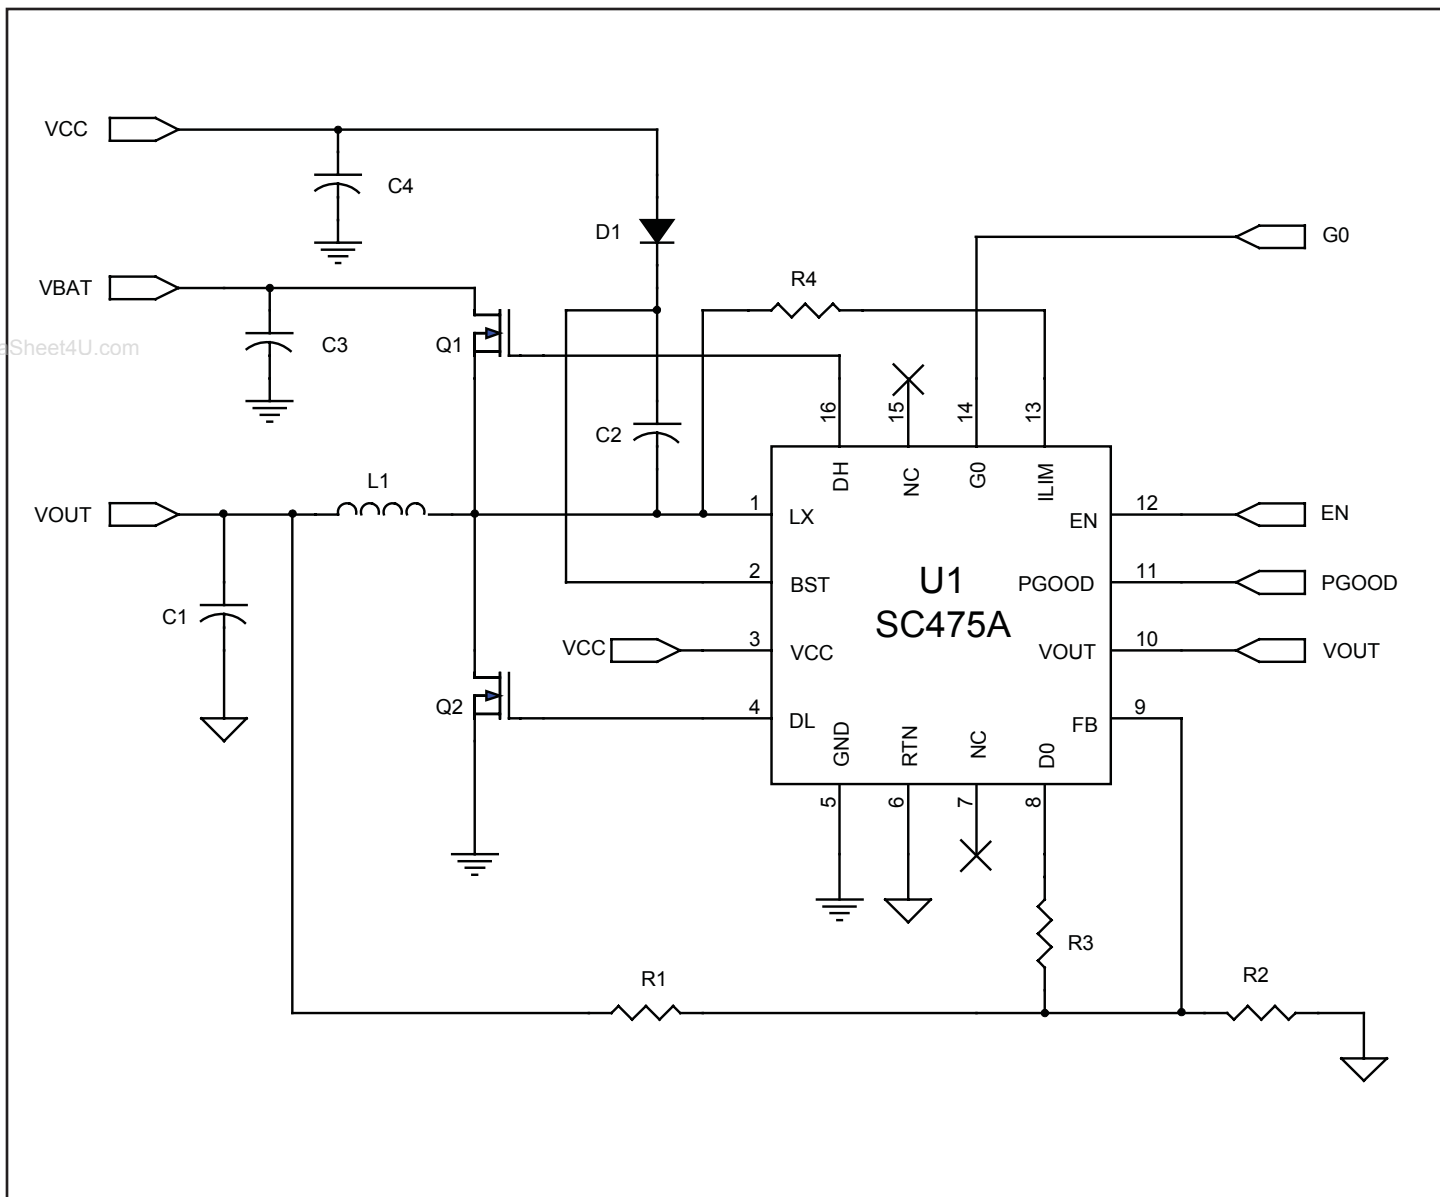 VCC
C4
D1
G0
VBAT
R4
aSheet4U.com
C3
Q1
16
15
14
13
C2
DH
NC
G0
ILIM
L1
VOUT
1
LX
12
EN
EN
2
BST
U1
SC475A
11
PGOOD
PGOOD
C1
VCC
3
VCC
10
VOUT
VOUT
Q2
4
DL
9
FB
GND
RTN
NC
D0
5
6
7
8
R3
R1
R2